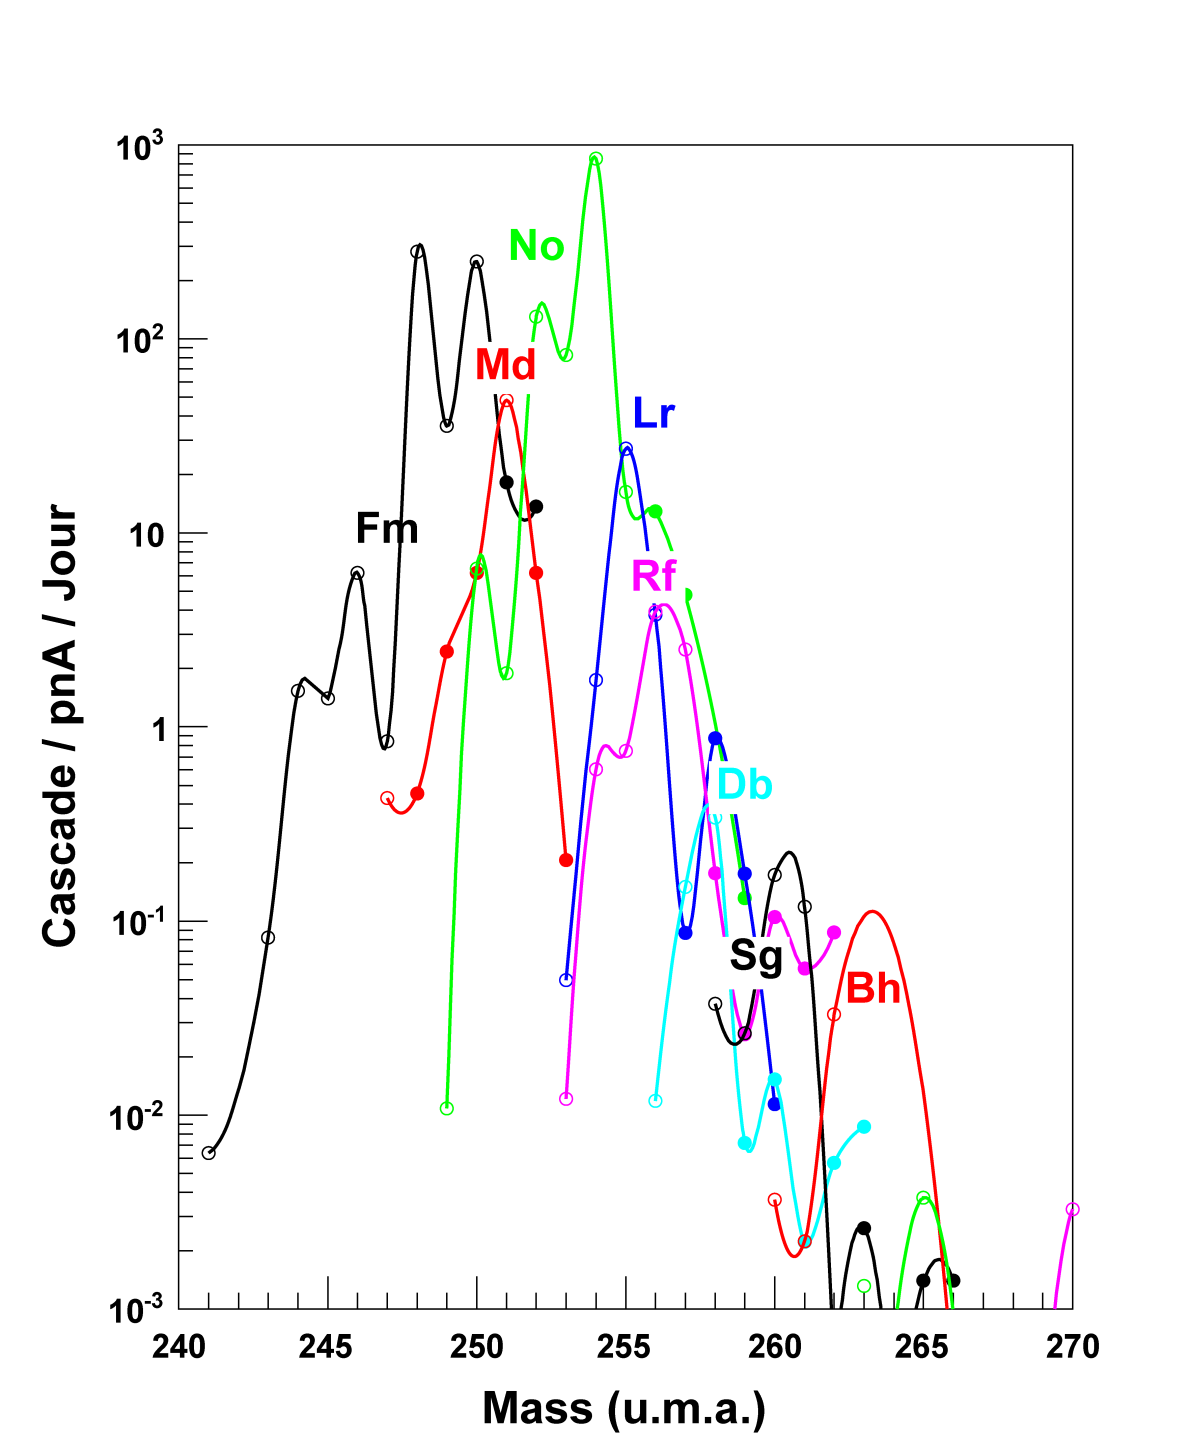 10³
No
10²
Md
Lr
10
Fm
Rf
1
Db
10⁻¹
Sg
Bh
10⁻²
10⁻³
240 245 250 255 260 265 270
Mass (u.m.a.)
Cascade / pnA / Jour